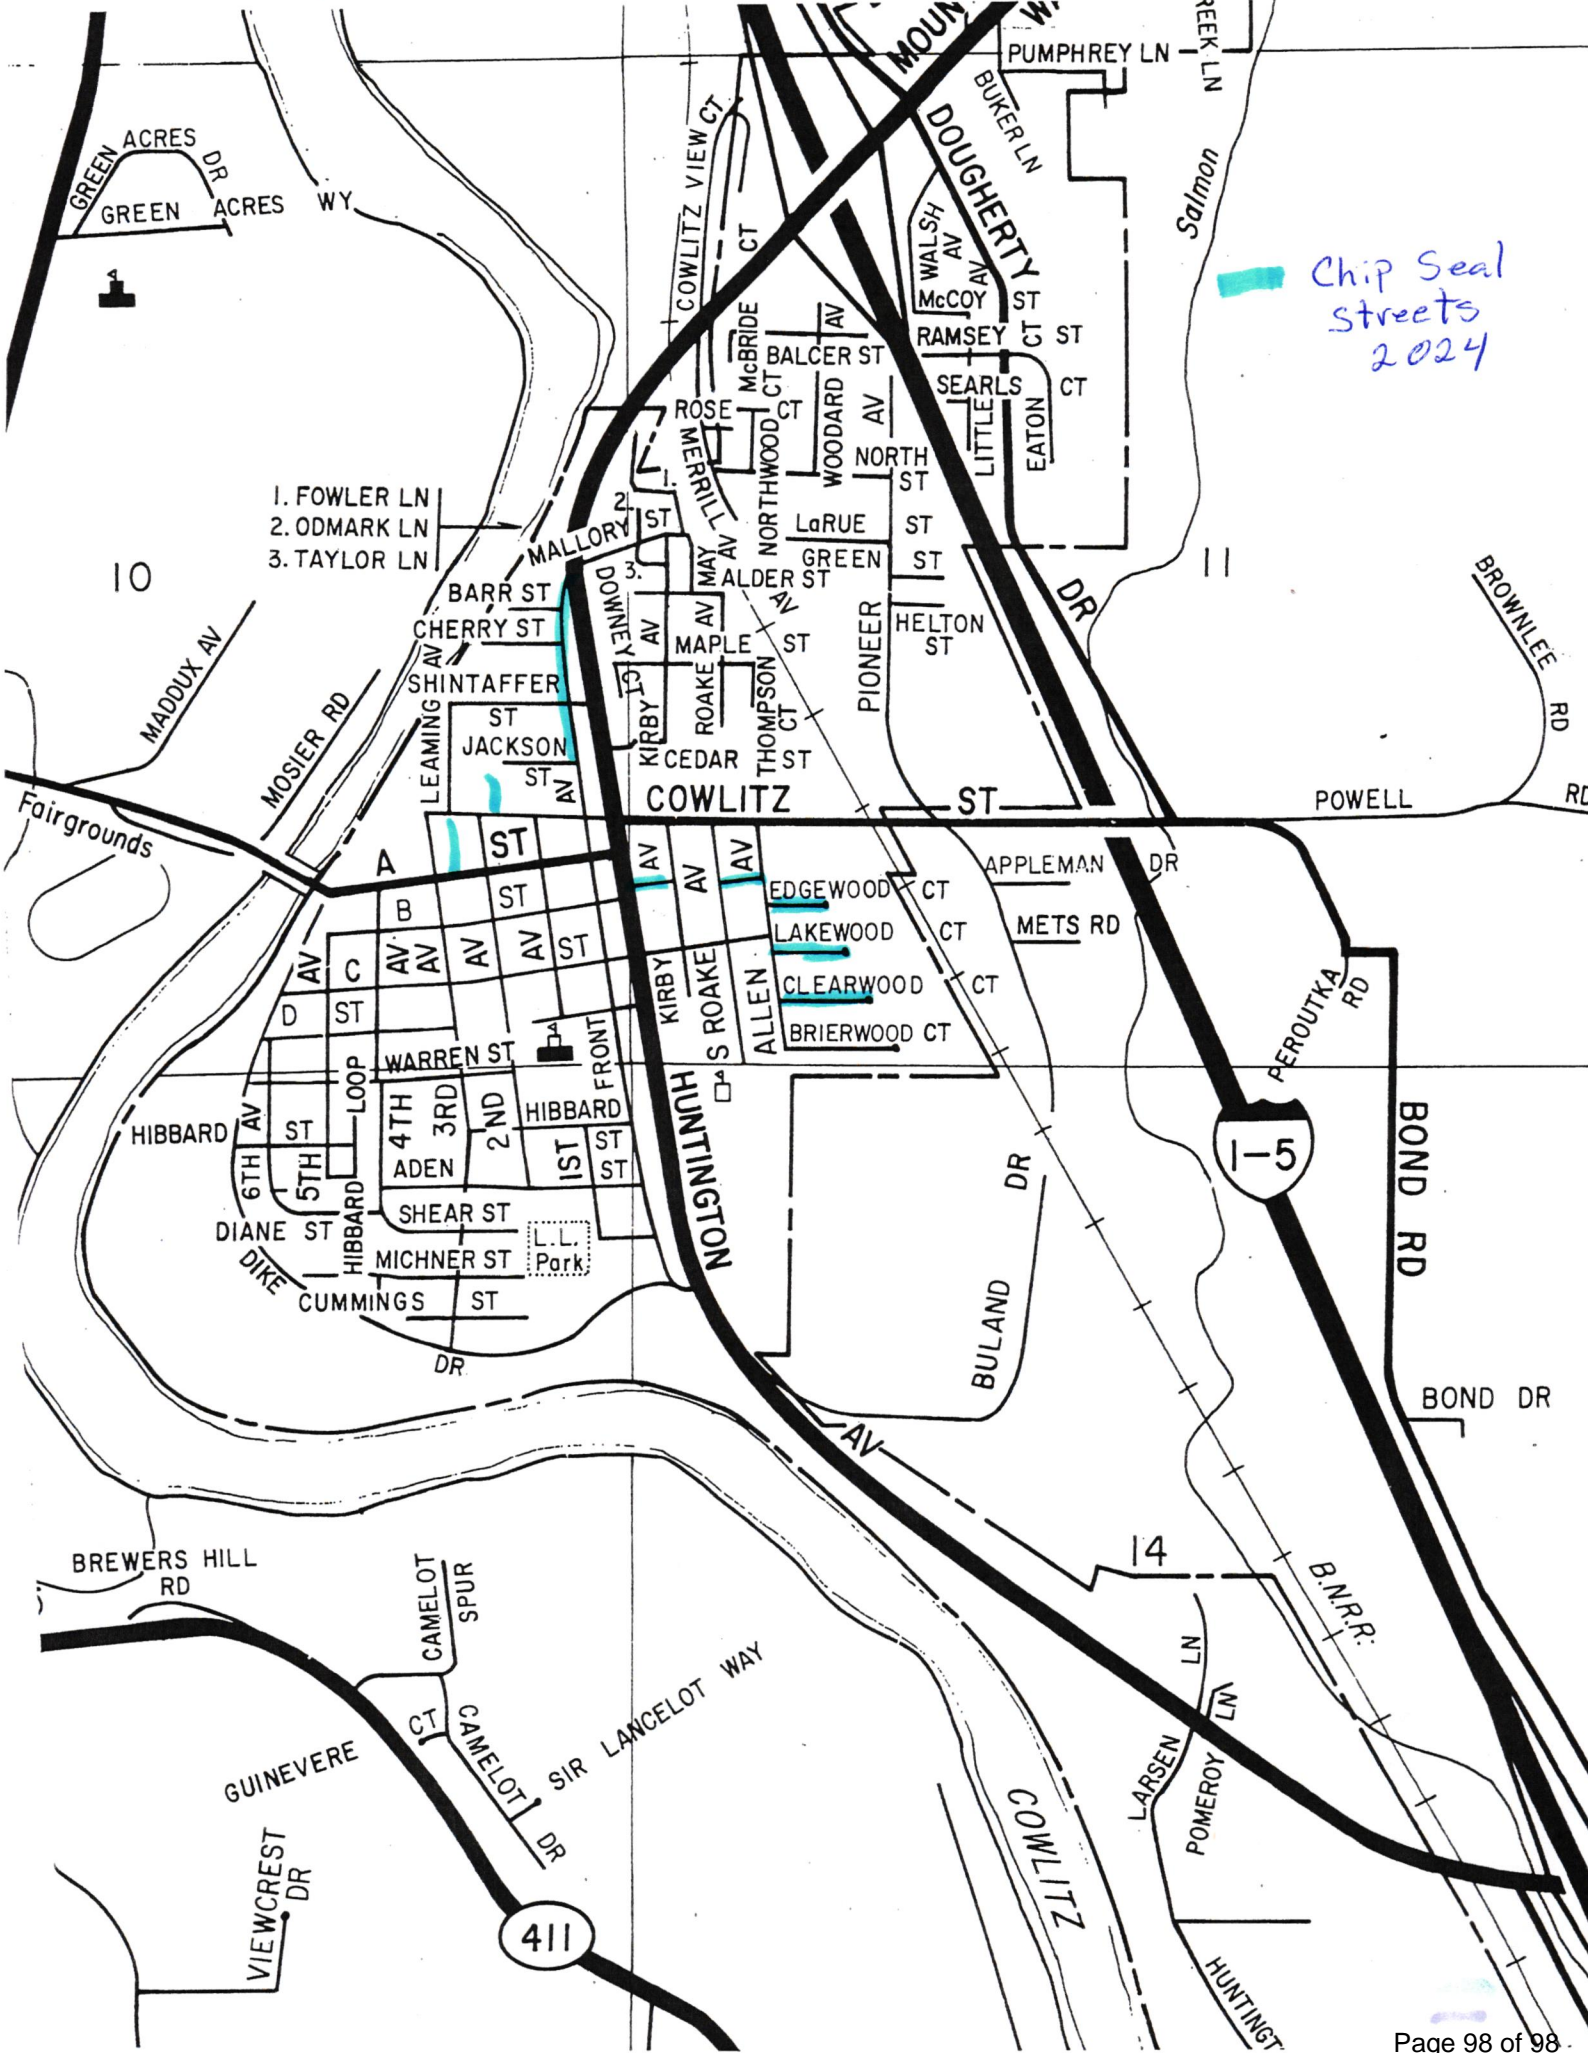 MOUN
W
PUMPHREY LN
REEK LN
BUKER LN
GREEN ACRES DR
GREEN ACRES WY
COWLITZ VIEW CT
DOUGHERTY
Salmon
CT
WALSH AV
AV
McCOY ST
Chip Seal
Streets
2024
McBRIDE CT
AV
BALCER ST
RAMSEY ST
CT
SEARLS CT
ROSE CT
WOODARD
AV
LITTLE
EATON
MERRILL
NORTHWOOD
NORTH
ST
1. FOWLER LN
2. ODMARK LN
3. TAYLOR LN
1.
2.
3.
ST
MALLORY
LaRUE ST
GREEN ST
MAY
AV
ALDER ST
AV
10
11
BARR ST
CHERRY ST
DOWNEY CT
AV
AV
MAPLE ST
PIONEER
HELTON
ST
DR
BROWNLEE
RD
MADDUX AV
MOSIER RD
LEAMING AV
SHINTAFFER
ST
JACKSON
ST
AV
KIRBY
ROAKE
THOMPSON
CT
CEDAR ST
COWLITZ ST
POWELL RD
Fairgrounds
A ST
AV
AV
AV
APPLEMAN DR
EDGEWOOD CT
B ST
LAKEWOOD CT
METS RD
AV
C
AV
AV
AV
AV
ST
KIRBY
S ROAKE
ALLEN
CLEARWOOD CT
D ST
BRIERWOOD CT
PEROUTKA
RD
WARREN ST
FRONT
LOOP
HUNTINGTON
HIBBARD ST
AV
4TH
3RD
2ND
HIBBARD
ST
1ST
ST
I-5
BOND RD
6TH
5TH
ADEN
DR
DIANE ST
HIBBARD
SHEAR ST
L.L.
Park
DIKE
MICHNER ST
CUMMINGS ST
DR
BULAND
BOND DR
AV
BREWERS HILL
RD
CAMELOT
SPUR
14
B.N.R.R.
LN
CT
CAMELOT
SIR LANCELOT WAY
GUINEVERE
DR
LARSEN
POMEROY
LN
COWLITZ
VIEWCREST
DR
411
HUNTINGT
Page 98 of 98